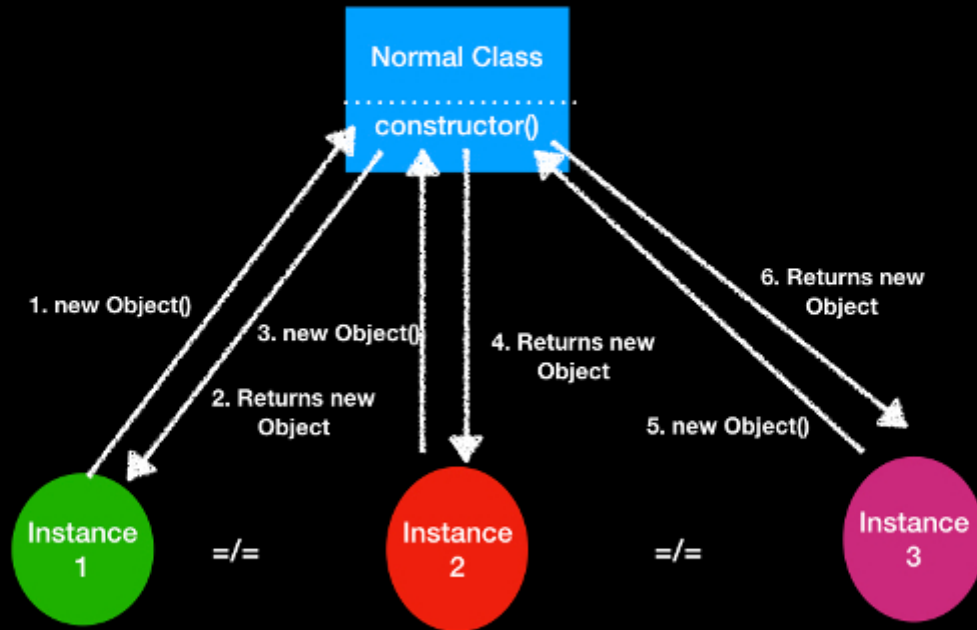 Normal Class
constructor()
1. new Object()
2. Returns new
Object
3. new Object()
4. Returns new
Object
5. new Object()
6. Returns new
Object
Instance
1
=/=
Instance
2
=/=
Instance
3